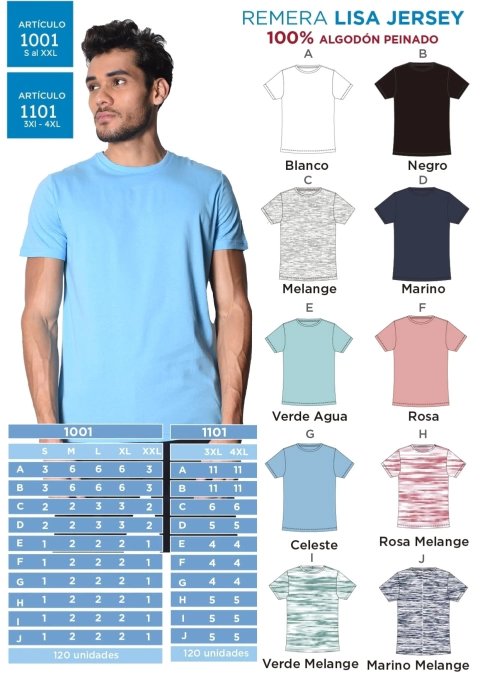 ARTÍCULO
1001
S al XXL
ARTÍCULO
1101
3Xl - 4XL
REMERA LISA JERSEY
100% ALGODÓN PEINADO
A
Blanco
B
Negro
C
Melange
D
Marino
E
Verde Agua
F
Rosa
G
Celeste
H
Rosa Melange
I
Verde Melange
J
Marino Melange
1001
S M L XL XXL
A 3 6 6 6 3
B 3 6 6 6 3
C 2 2 3 3 2
D 2 2 3 3 2
E 1 2 2 2 1
F 1 2 2 2 1
G 1 2 2 2 1
H 1 2 2 2 1
I 1 2 2 2 1
J 1 2 2 2 1
120 unidades
1101
3XL 4XL
A 11 11
B 11 11
C 6 6
D 5 5
E 4 4
F 4 4
G 4 4
H 5 5
I 5 5
J 5 5
120 unidades